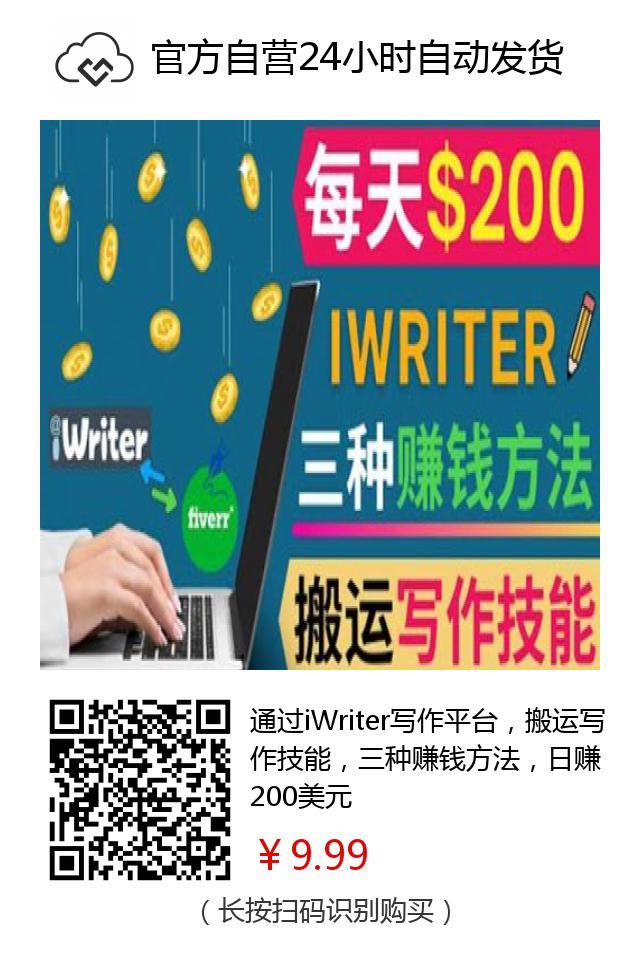 官方自营24小时自动发货
每天$200
IWRITER
三种赚钱方法
搬运写作技能
@iWriter
fiverr
通过iWriter写作平台，搬运写
作技能，三种赚钱方法，日赚
200美元
￥9.99
（长按扫码识别购买）